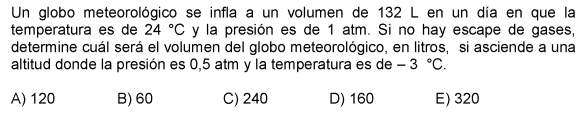 Un globo meteorológico se infla a un volumen de 132 L en un día en que la
temperatura es de 24 °C y la presión es de 1 atm. Si no hay escape de gases,
determine cuál será el volumen del globo meteorológico, en litros, si asciende a una
altitud donde la presión es 0,5 atm y la temperatura es de – 3 °C.
A) 120 B) 60 C) 240 D) 160 E) 320